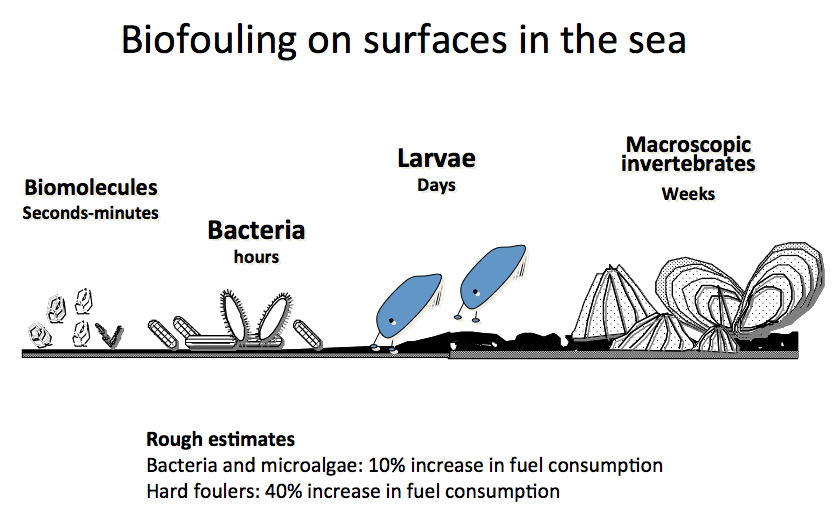 Biofouling on surfaces in the sea
Biomolecules
Seconds-minutes
Bacteria
hours
Larvae
Days
Macroscopic
invertebrates
Weeks
Rough estimates
Bacteria and microalgae: 10% increase in fuel consumption
Hard foulers: 40% increase in fuel consumption